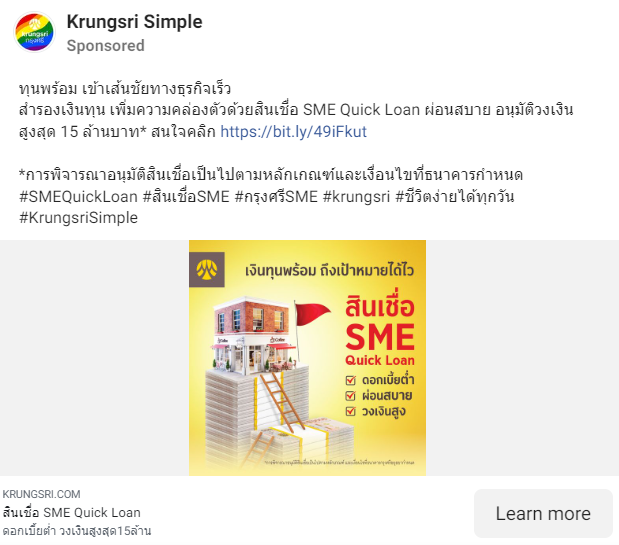 Krungsri Simple
Sponsored
krungsri
กรุงศรี
ทุนพร้อม เข้าเส้นชัยทางธุรกิจเร็ว
สำรองเงินทุน เพิ่มความคล่องตัวด้วยสินเชื่อ SME Quick Loan ผ่อนสบาย อนุมัติวงเงิน
สูงสุด 15 ล้านบาท* สนใจคลิก https://bit.ly/49iFkut
*การพิจารณาอนุมัติสินเชื่อเป็นไปตามหลักเกณฑ์และเงื่อนไขที่ธนาคารกำหนด
#SMEQuickLoan #สินเชื่อSME #กรุงศรีSME #krungsri #ชีวิตง่ายได้ทุกวัน
#KrungsriSimple
เงินทุนพร้อม ถึงเป้าหมายได้ไว
สินเชื่อ
SME
Quick Loan
ดอกเบี้ยต่ำ
ผ่อนสบาย
วงเงินสูง
KRUNGSRI.COM
สินเชื่อ SME Quick Loan
ดอกเบี้ยต่ำ วงเงินสูงสุด15ล้าน
Learn more